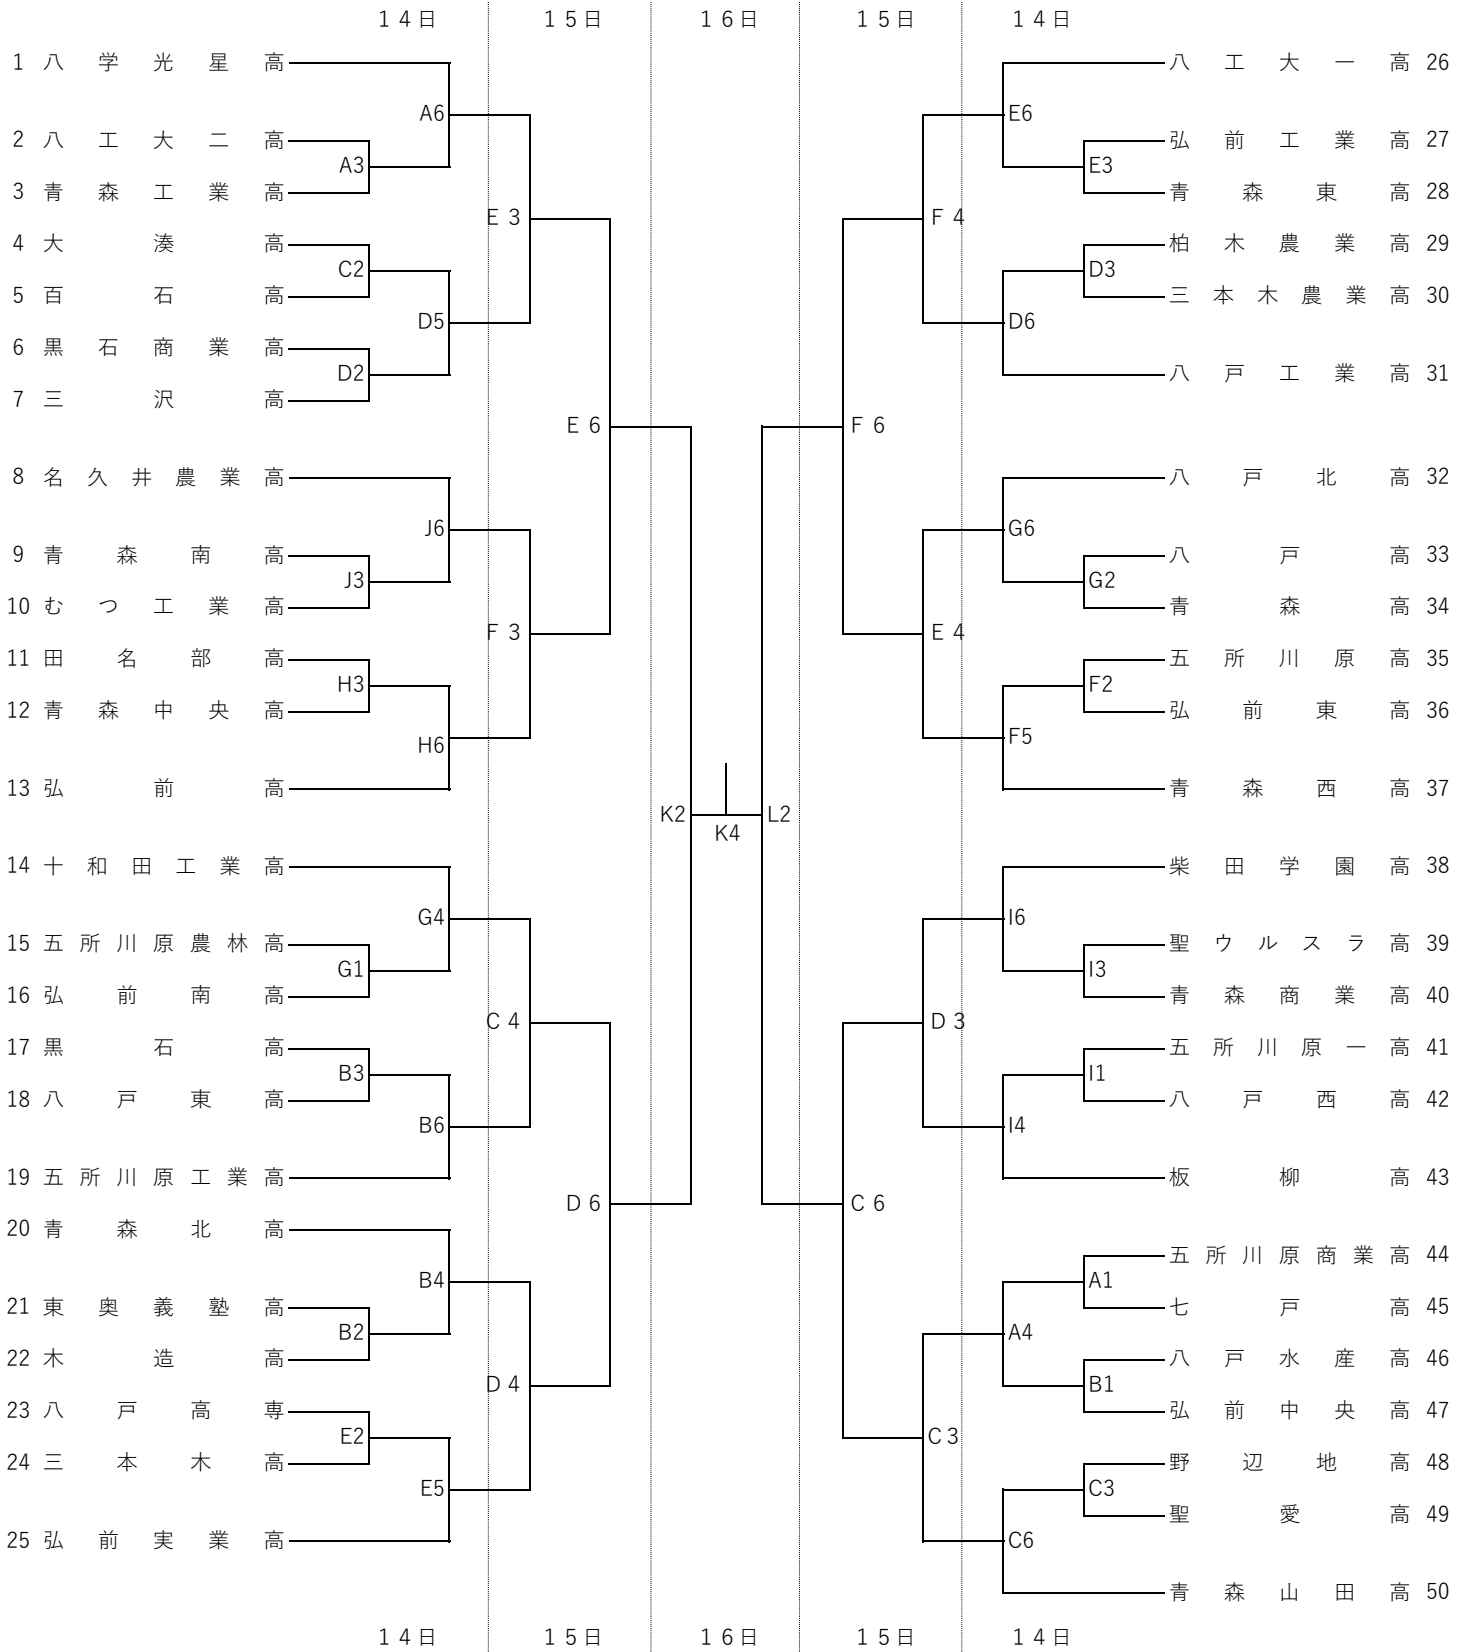 14日 15日 16日 15日 14日
1 八学光星高 八工大一高 26
A6 E6
2 八工大二高 弘前工業高 27
A3 E3
3 青森工業高 青森東高 28
E 3 F 4
4 大湊高 柏木農業高 29
C2 D3
5 百石高 三本木農業高 30
D5 D6
6 黒石商業高
D2 八戸工業高 31
7 三沢高
E 6 F 6
8 名久井農業高 八戸北高 32
J6 G6
9 青森南高 八戸高 33
J3 G2
10 むつ工業高 青森高 34
F 3 E 4
11 田名部高 五所川原高 35
H3 F2
12 青森中央高 弘前東高 36
H6 F5
13 弘前高 青森西高 37
K2 L2
K4
14 十和田工業高 柴田学園高 38
G4 I6
15 五所川原農林高 聖ウルスラ高 39
G1 I3
16 弘前南高 青森商業高 40
C 4 D 3
17 黒石高 五所川原一高 41
B3 I1
18 八戸東高 八戸西高 42
B6 I4
19 五所川原工業高 板柳高 43
D 6 C 6
20 青森北高 五所川原商業高 44
B4 A1
21 東奥義塾高 七戸高 45
B2 A4
22 木造高 八戸水産高 46
D 4 B1
23 八戸高専 弘前中央高 47
E2 C 3
24 三本木高 野辺地高 48
E5 C3
聖愛高 49
25 弘前実業高 C6
青森山田高 50
14日 15日 16日 15日 14日